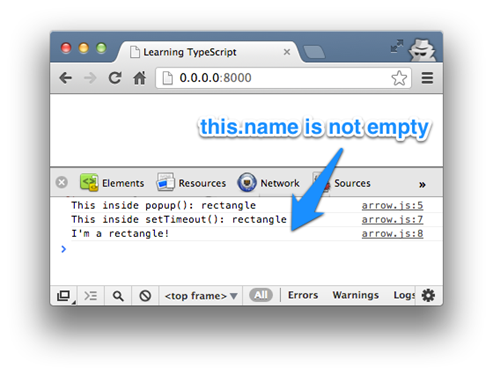 Learning TypeScript
0.0.0.0:8000
this.name is not empty
Elements Resources Network Sources »
This inside popup(): rectangle arrow.js:5
This inside setTimeout(): rectangle arrow.js:7
I'm a rectangle! arrow.js:8
<top frame> All Errors Warnings Logs